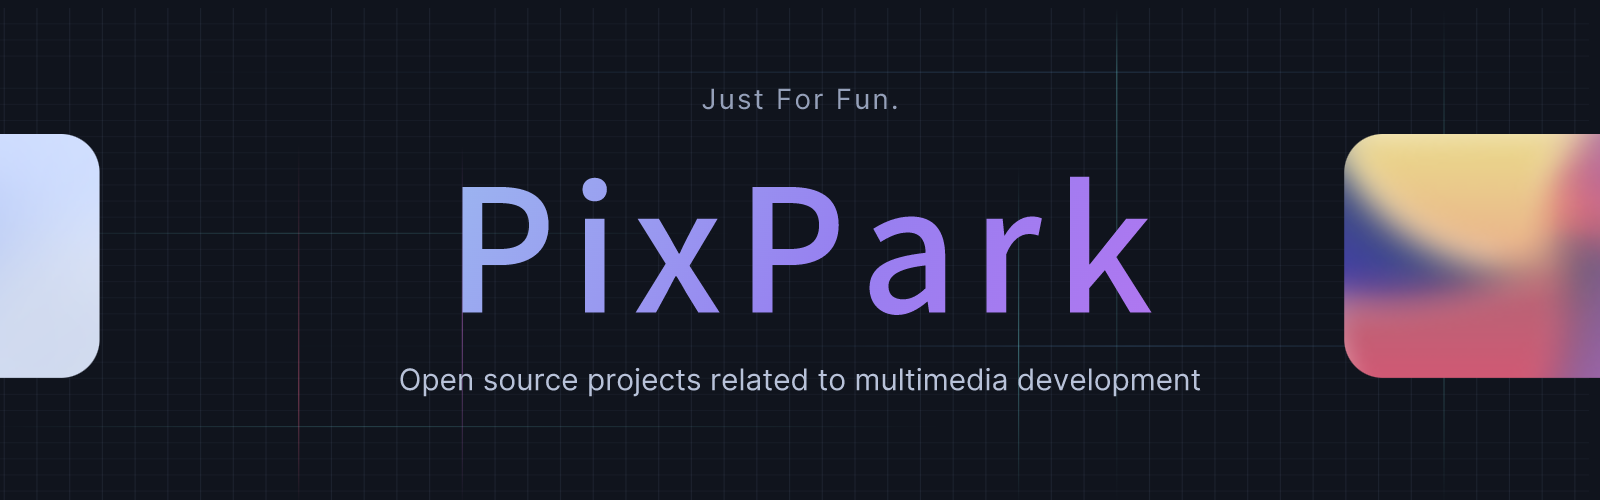 Just For Fun.
PixPark
Open source projects related to multimedia development